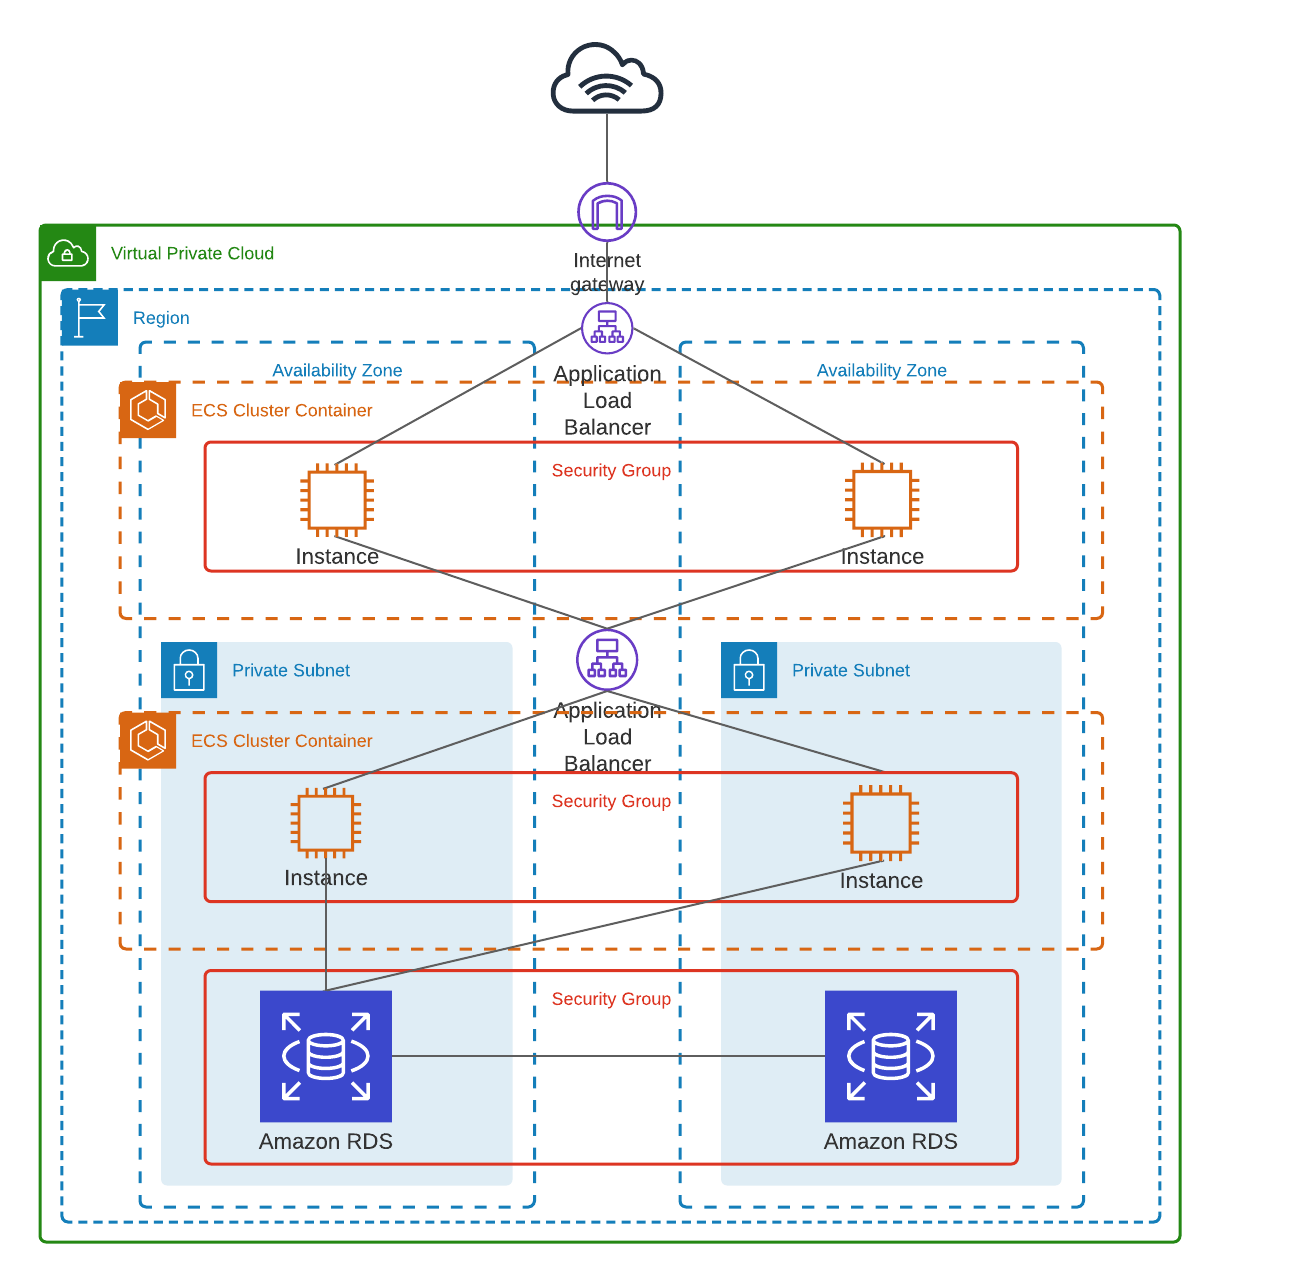 Virtual Private Cloud
Internet
gateway
Region
Availability Zone
Availability Zone
Application
Load
Balancer
ECS Cluster Container
Security Group
Instance
Instance
Private Subnet
Private Subnet
Application
Load
Balancer
ECS Cluster Container
Security Group
Instance
Instance
Security Group
Amazon RDS
Amazon RDS